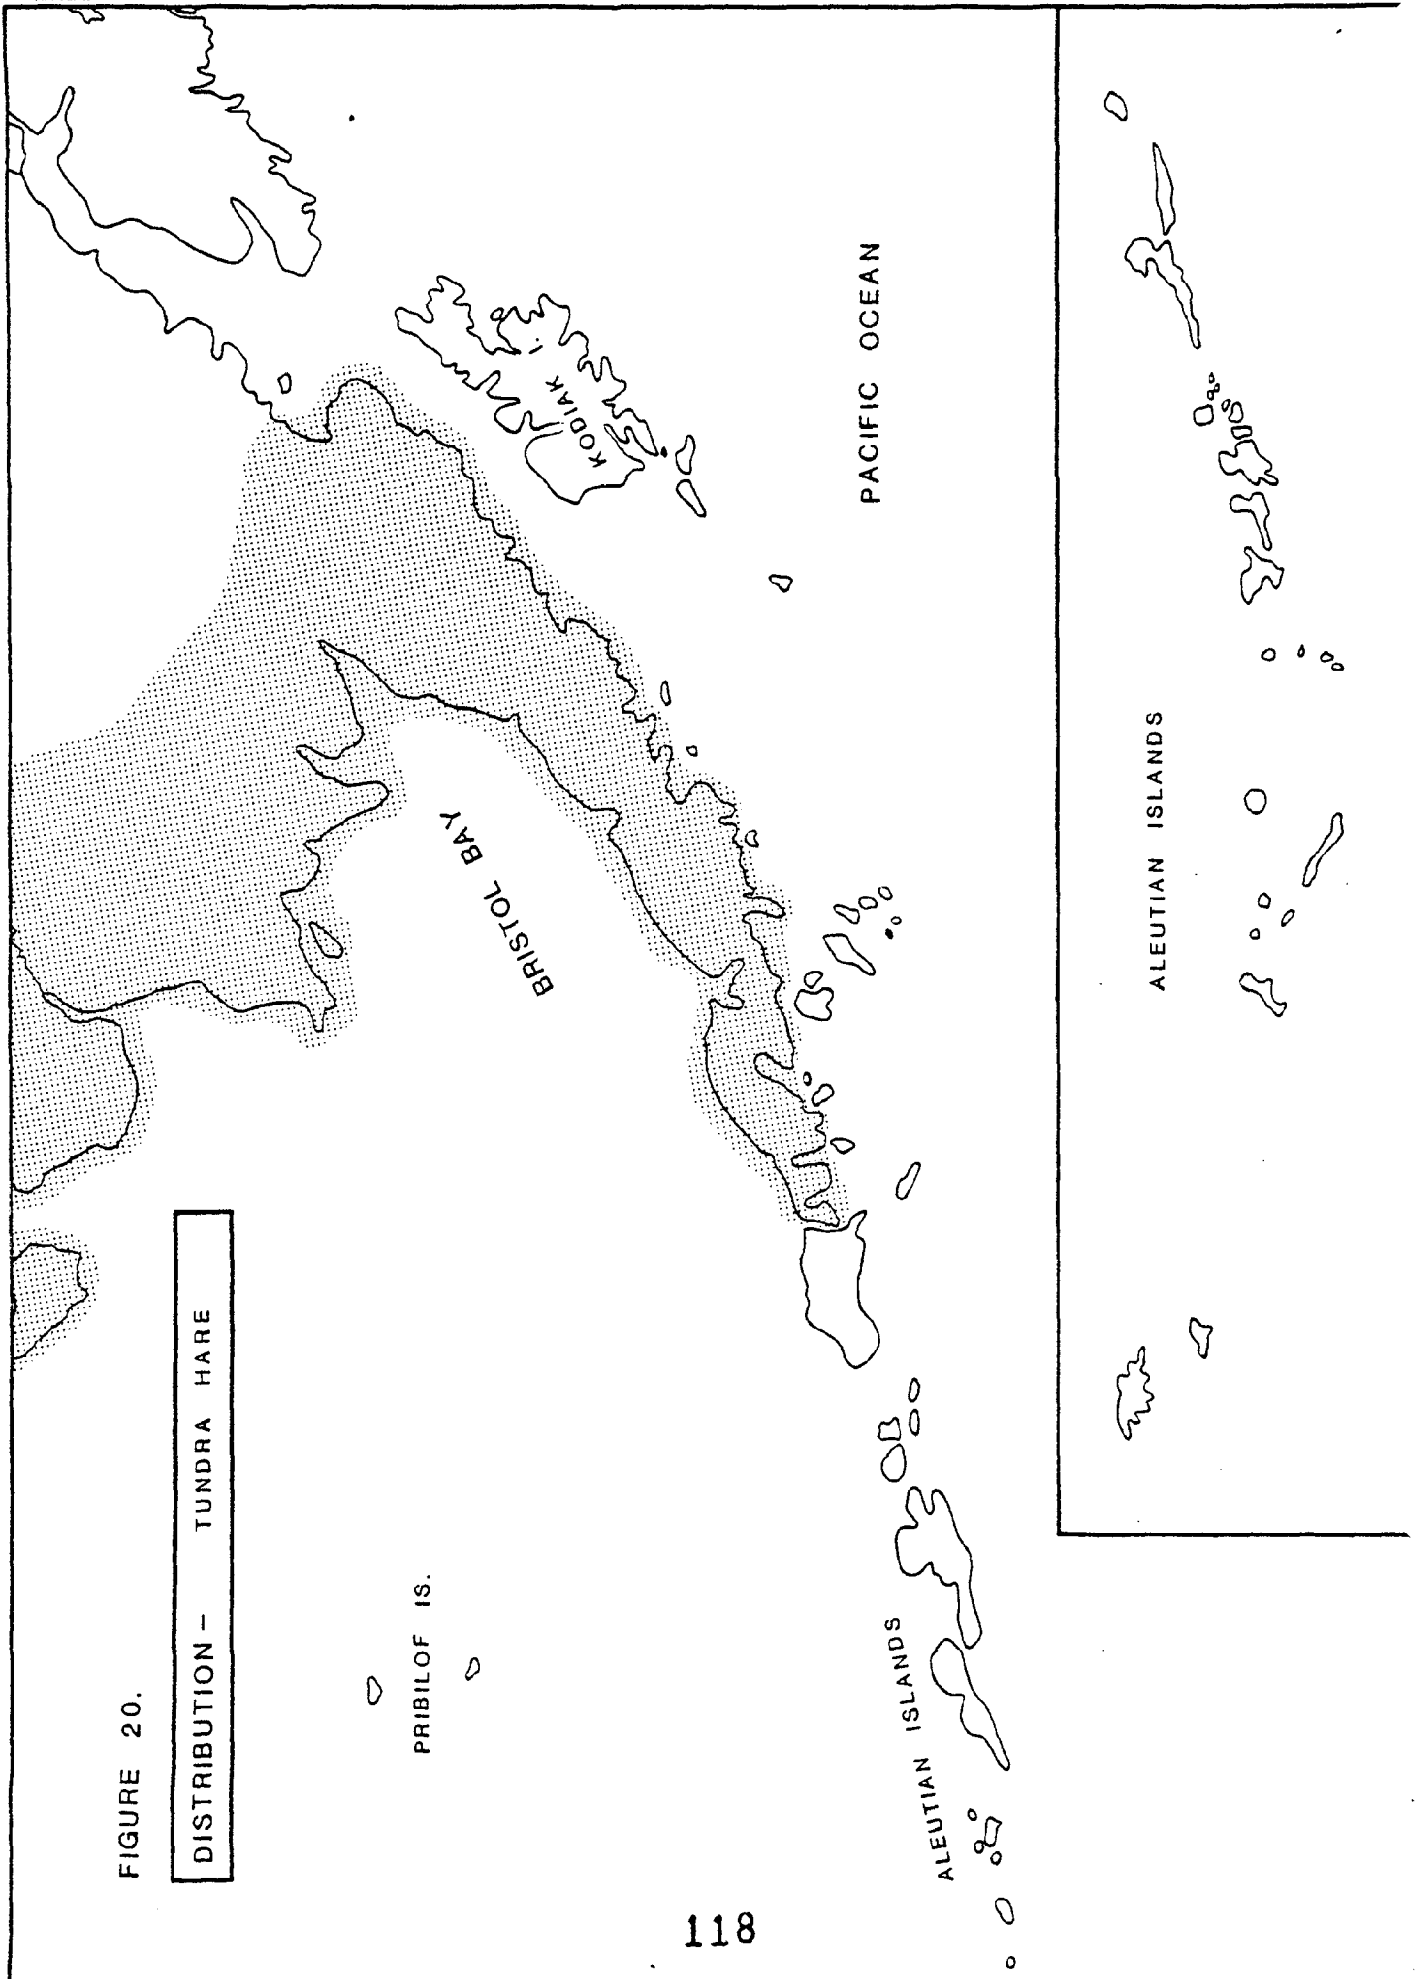 FIGURE 20.
DISTRIBUTION – TUNDRA HARE
PRIBILOF IS.
BRISTOL BAY
KODIAK
PACIFIC OCEAN
ALEUTIAN ISLANDS
ALEUTIAN ISLANDS
118